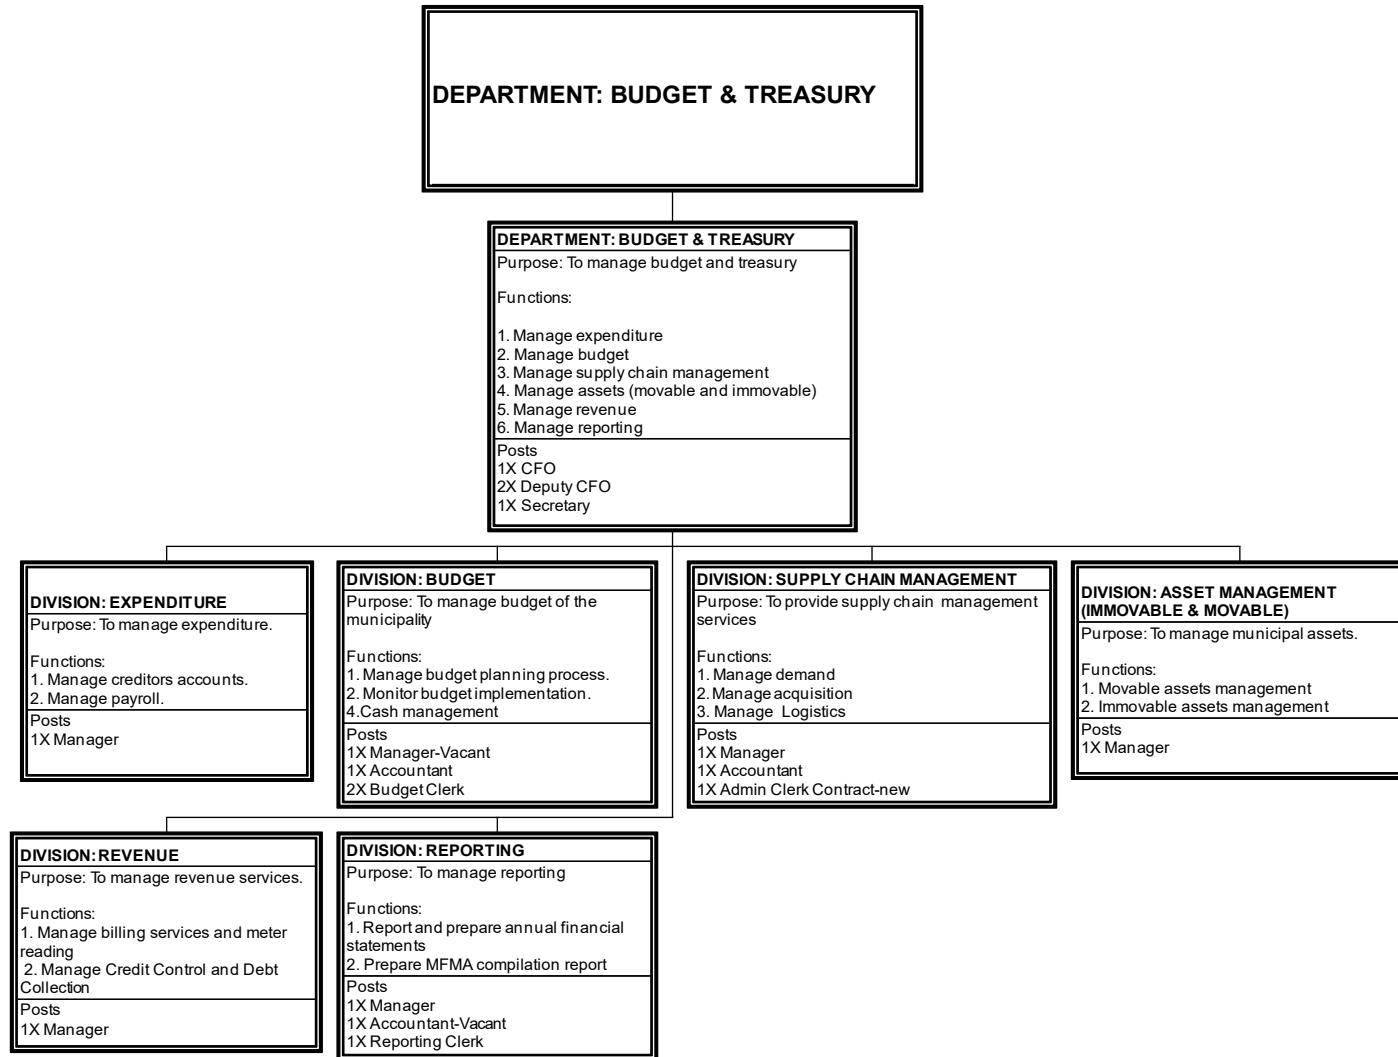 DEPARTMENT: BUDGET & TREASURY
DEPARTMENT: BUDGET & TREASURY
Purpose: To manage budget and treasury
Functions:
1. Manage expenditure
2. Manage budget
3. Manage supply chain management
4. Manage assets (movable and immovable)
5. Manage revenue
6. Manage reporting
Posts
1X CFO
2X Deputy CFO
1X Secretary
DIVISION: EXPENDITURE
Purpose: To manage expenditure.
Functions:
1. Manage creditors accounts.
2. Manage payroll.
Posts
1X Manager
DIVISION: BUDGET
Purpose: To manage budget of the
municipality
Functions:
1. Manage budget planning process.
2. Monitor budget implementation.
4.Cash management
Posts
1X Manager-Vacant
1X Accountant
2X Budget Clerk
DIVISION: SUPPLY CHAIN MANAGEMENT
Purpose: To provide supply chain management
services
Functions:
1. Manage demand
2. Manage acquisition
3. Manage Logistics
Posts
1X Manager
1X Accountant
1X Admin Clerk Contract-new
DIVISION: ASSET MANAGEMENT
(IMMOVABLE & MOVABLE)
Purpose: To manage municipal assets.
Functions:
1. Movable assets management
2. Immovable assets management
Posts
1X Manager
DIVISION: REVENUE
Purpose: To manage revenue services.
Functions:
1. Manage billing services and meter
reading
2. Manage Credit Control and Debt
Collection
Posts
1X Manager
DIVISION: REPORTING
Purpose: To manage reporting
Functions:
1. Report and prepare annual financial
statements
2. Prepare MFMA compilation report
Posts
1X Manager
1X Accountant-Vacant
1X Reporting Clerk